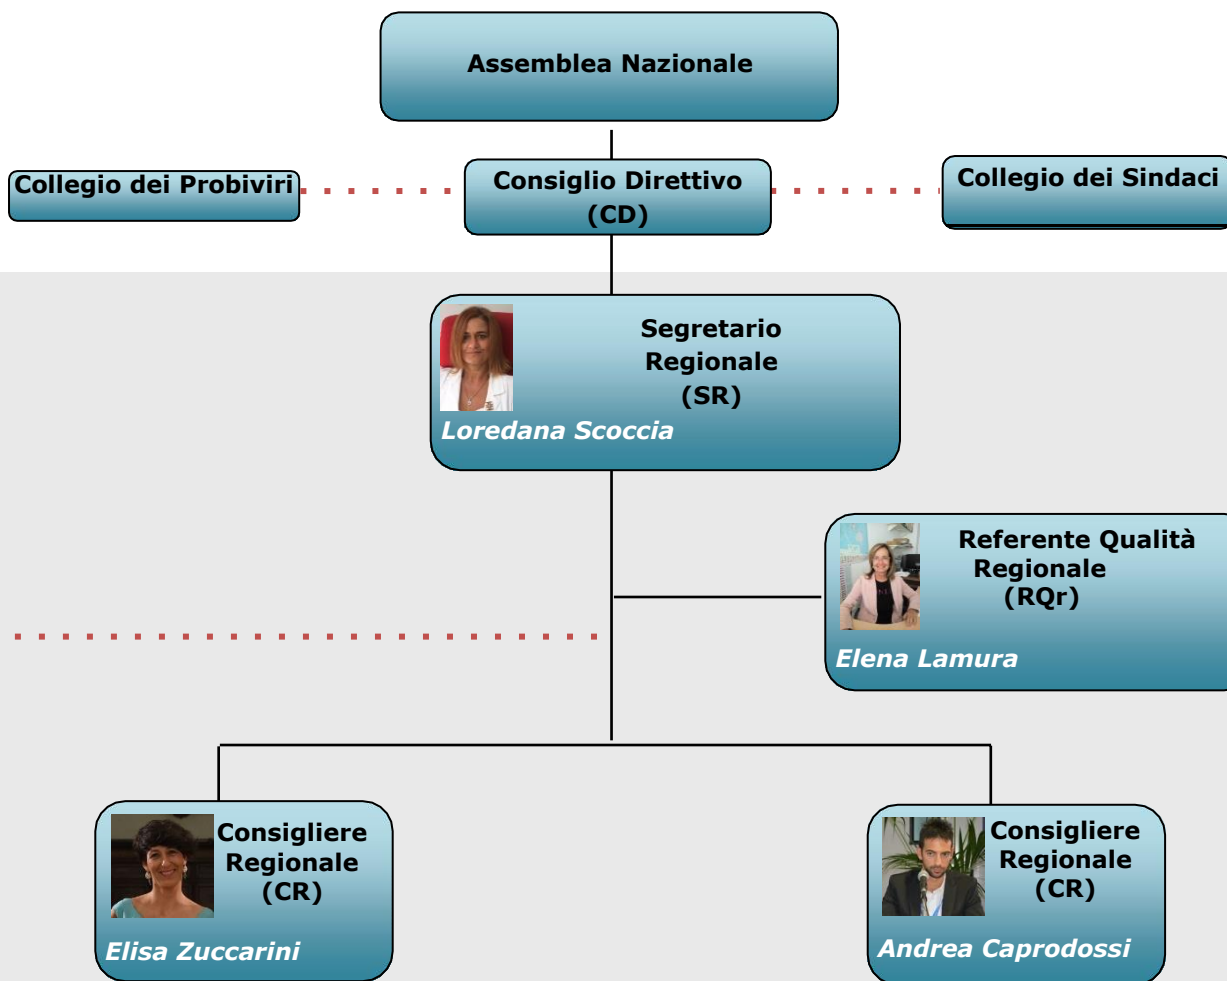 Assemblea Nazionale
Collegio dei Probiviri
Consiglio Direttivo
(CD)
Collegio dei Sindaci
Segretario
Regionale
(SR)
Loredana Scoccia
Referente Qualità
Regionale
(RQr)
Elena Lamura
Consigliere
Regionale
(CR)
Elisa Zuccarini
Consigliere
Regionale
(CR)
Andrea Caprodossi